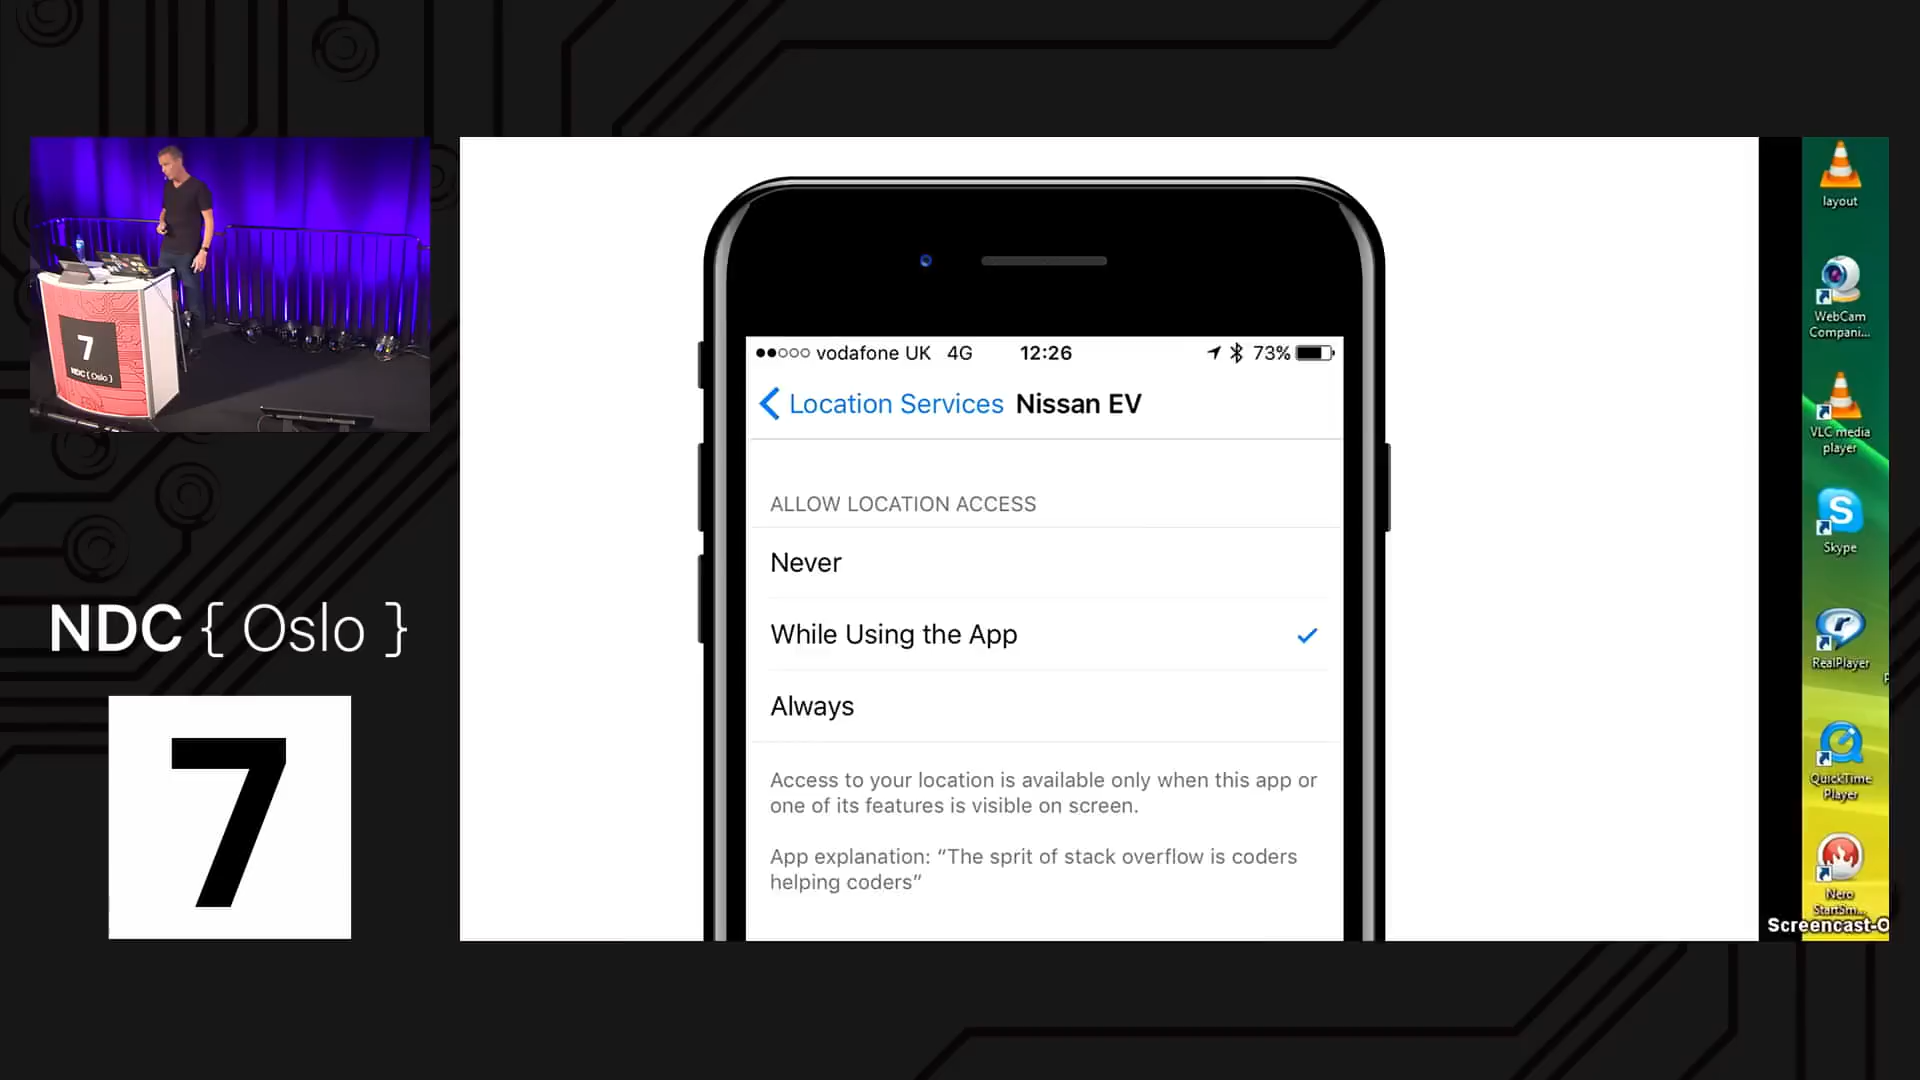 7
NDC { Oslo }
NDC { Oslo }
7
●●○○○ vodafone UK 4G 12:26 73%
Location Services Nissan EV
ALLOW LOCATION ACCESS
Never
While Using the App
Always
Access to your location is available only when this app or
one of its features is visible on screen.
App explanation: “The sprit of stack overflow is coders
helping coders”
layout
WebCam
Compani...
VLC media
player
Skype
RealPlayer
QuickTime
Player
Nero
StartSm...
Screencast-O